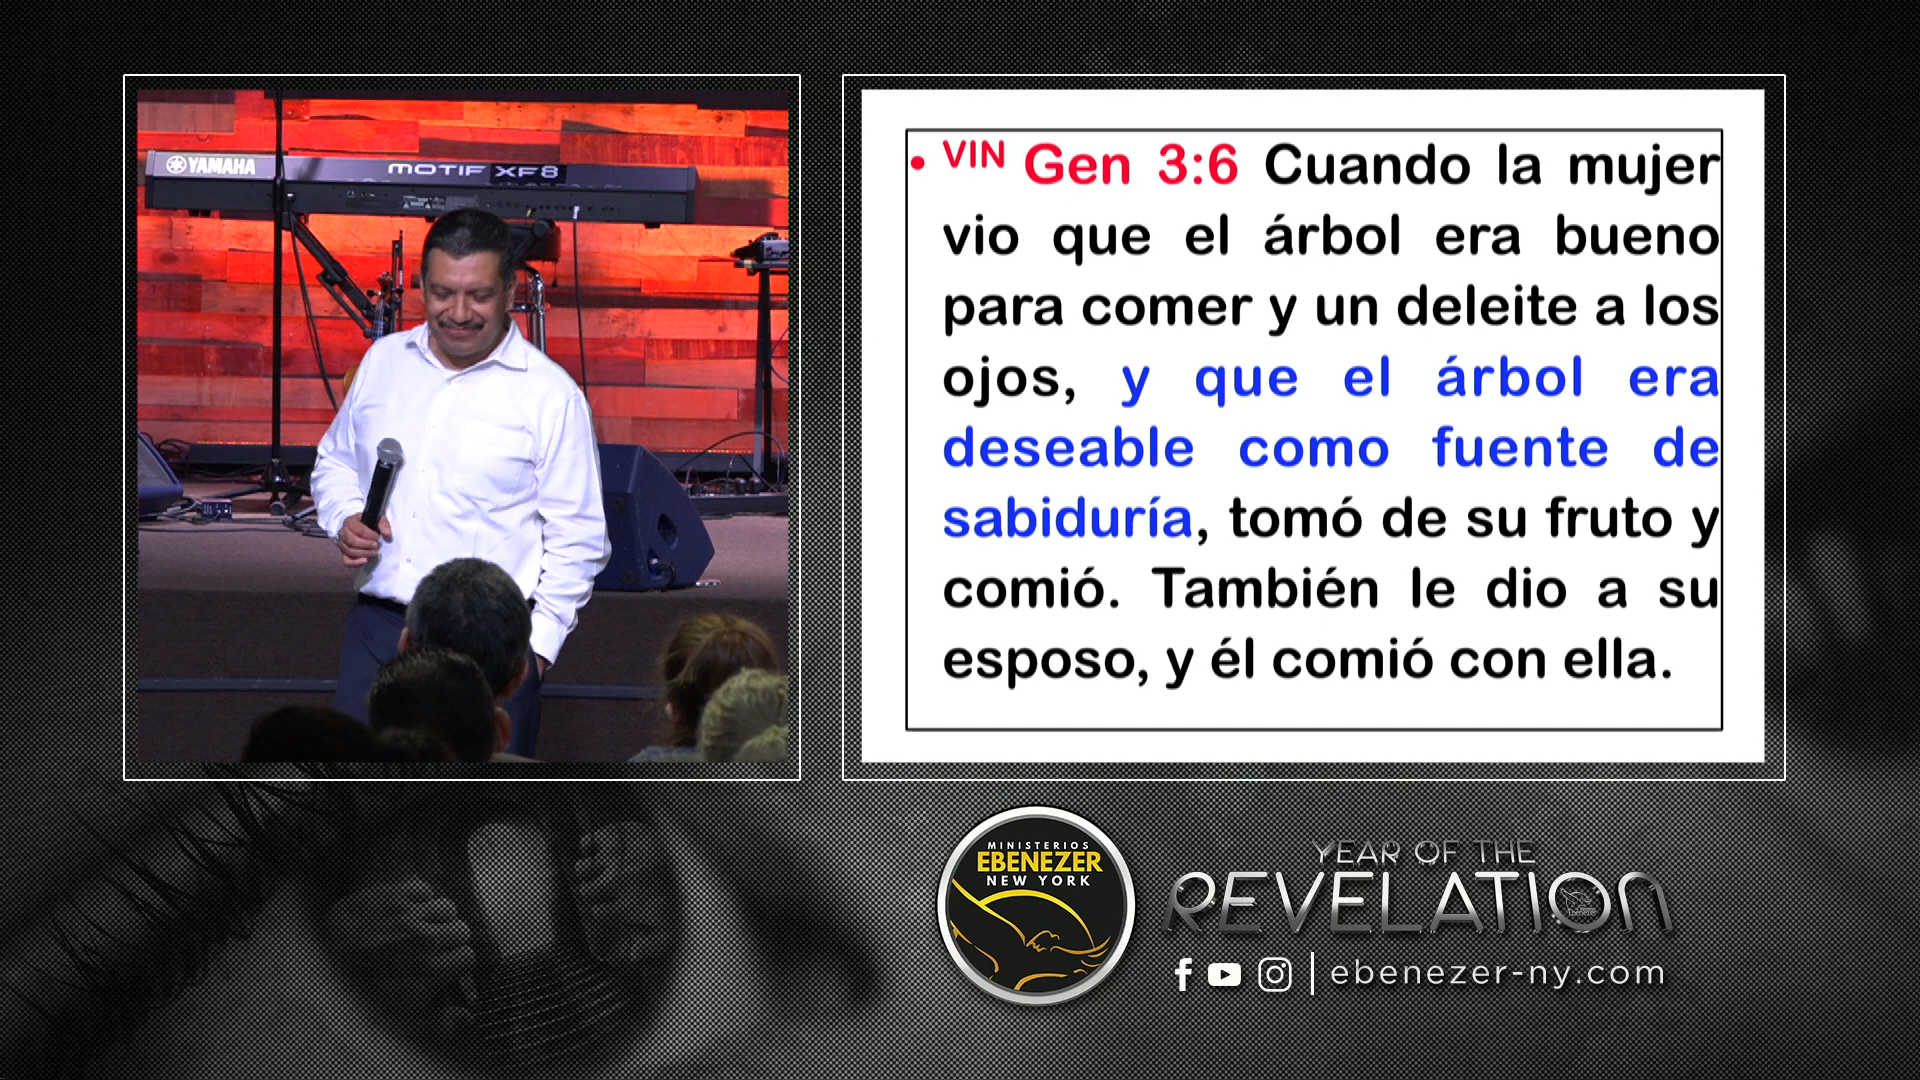 YAMAHA
MOTIF XF8
• VIN Gen 3:6 Cuando la mujer
vio que el árbol era bueno
para comer y un deleite a los
ojos, y que el árbol era
deseable como fuente de
sabiduría, tomó de su fruto y
comió. También le dio a su
esposo, y él comió con ella.
MINISTERIOS
EBENEZER
NEW YORK
YEAR OF THE
REVELATION
ebenezer-ny.com